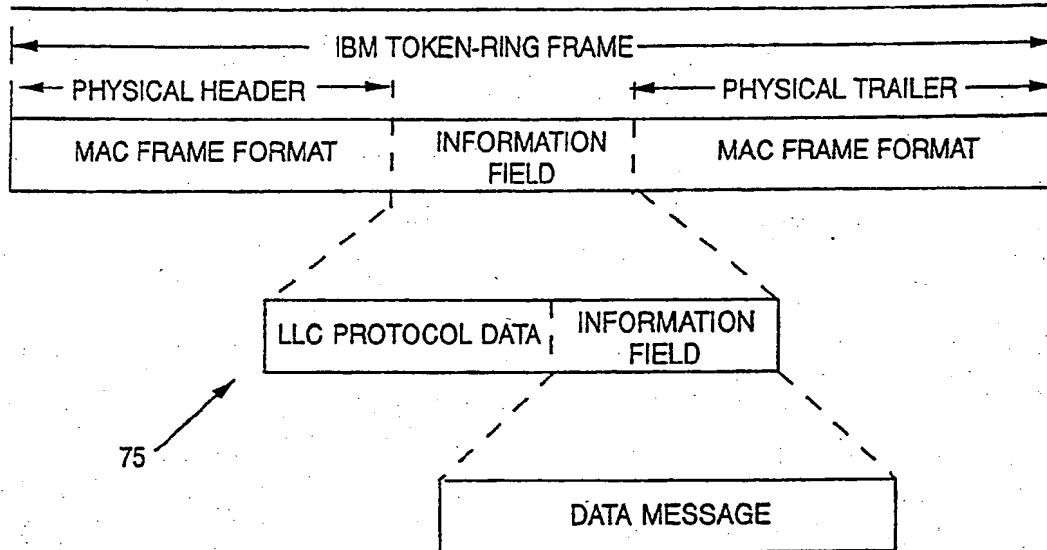 IBM TOKEN-RING FRAME
PHYSICAL HEADER PHYSICAL TRAILER
MAC FRAME FORMAT INFORMATION FIELD MAC FRAME FORMAT
LLC PROTOCOL DATA INFORMATION FIELD
75
DATA MESSAGE